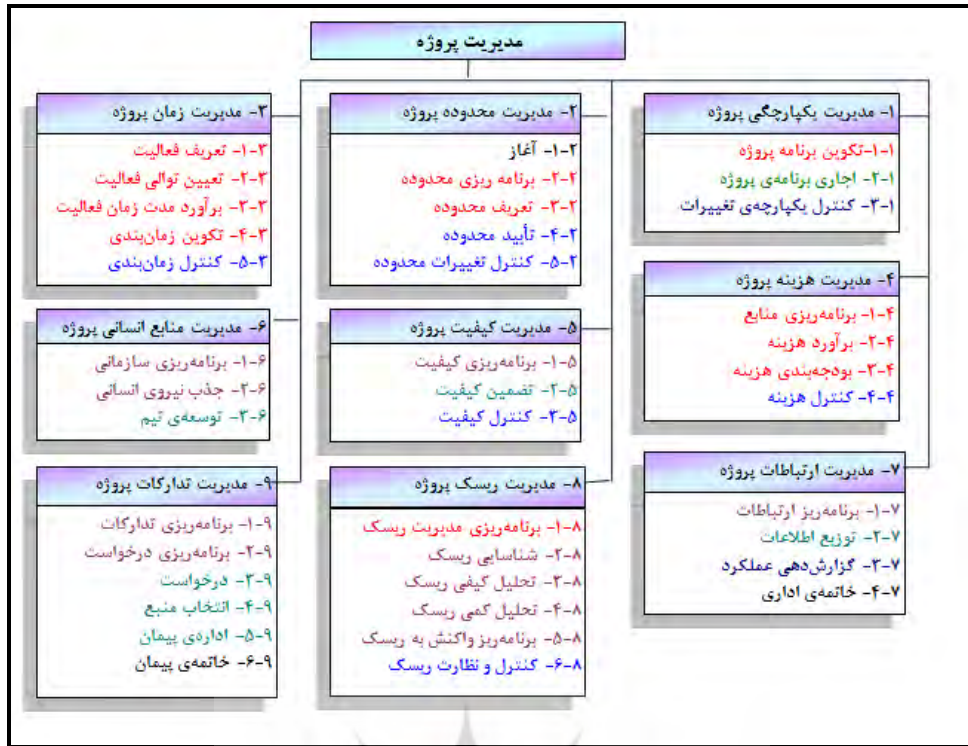 مدیریت پروژه
۱- مدیریت یکپارچگی پروژه
۱-۱-تکوین برنامه پروژه
۱-۲- اجاری برنامه‌ی پروژه
۱-۳- کنترل یکپارچه‌ی تغییرات
۲- مدیریت محدوده پروژه
۲-۱- آغاز
۲-۲- برنامه ریزی محدوده
۲-۳- تعریف محدوده
۲-۴- تأیید محدوده
۲-۵- کنترل تغییرات محدوده
۳- مدیریت زمان پروژه
۳-۱- تعریف فعالیت
۳-۲- تعیین توالی فعالیت
۳-۳- برآورد مدت زمان فعالیت
۳-۴- تکوین زمان‌بندی
۳-۵- کنترل زمان‌بندی
۴- مدیریت هزینه پروژه
۴-۱- برنامه‌ریزی منابع
۴-۲- برآورد هزینه
۴-۳- بودجه‌بندی هزینه
۴-۴- کنترل هزینه
۵- مدیریت کیفیت پروژه
۵-۱- برنامه‌ریزی کیفیت
۵-۲- تضمین کیفیت
۵-۳- کنترل کیفیت
۶- مدیریت منابع انسانی پروژه
۶-۱- برنامه‌ریزی سازمانی
۶-۲- جذب نیروی انسانی
۶-۳- توسعه‌ی تیم
۷- مدیریت ارتباطات پروژه
۷-۱- برنامه‌ریز ارتباطات
۷-۲- توزیع اطلاعات
۷-۳- گزارش‌دهی عملکرد
۷-۴- خاتمه‌ی اداری
۸- مدیریت ریسک پروژه
۸-۱- برنامه‌ریزی مدیریت ریسک
۸-۲- شناسایی ریسک
۸-۳- تحلیل کیفی ریسک
۸-۴- تحلیل کمی ریسک
۸-۵- برنامه‌ریز واکنش به ریسک
۸-۶- کنترل و نظارت ریسک
۹- مدیریت تدارکات پروژه
۹-۱- برنامه‌ریزی تدارکات
۹-۲- برنامه‌ریزی درخواست
۹-۳- درخواست
۹-۴- انتخاب منبع
۹-۵- اداره‌ی پیمان
۹-۶- خاتمه‌ی پیمان